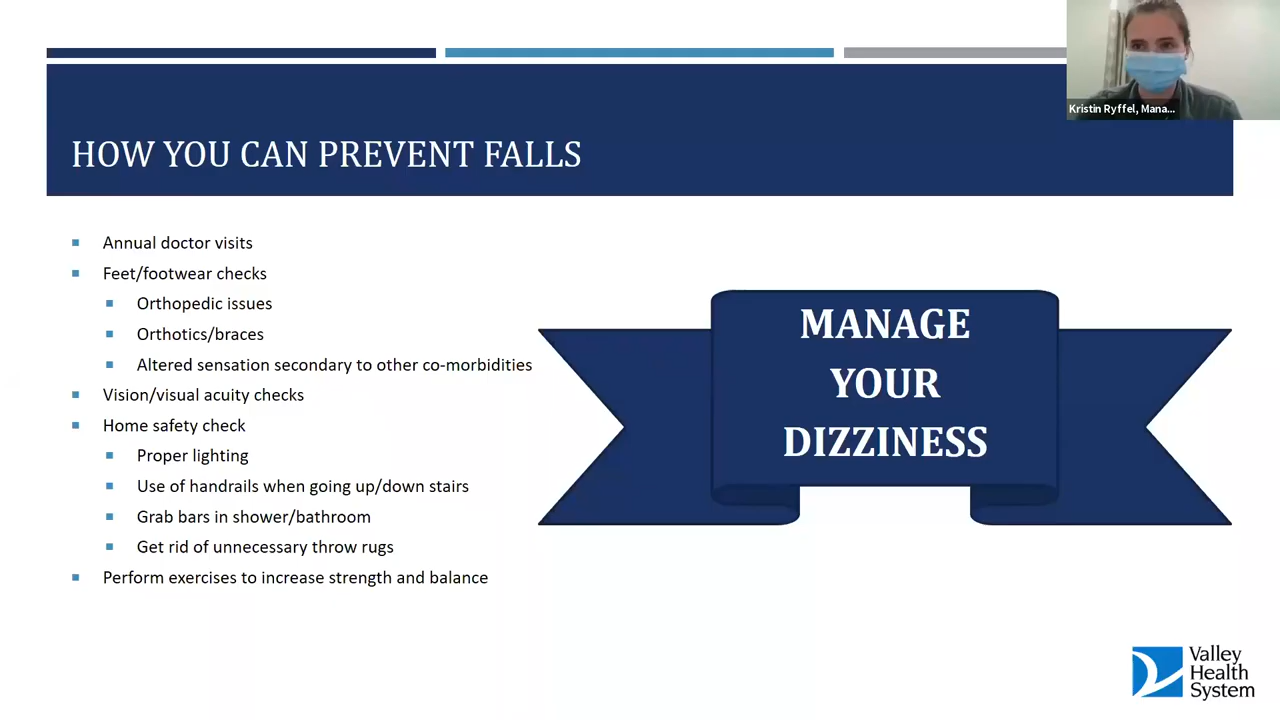 Kristin Ryffel, Mana...
HOW YOU CAN PREVENT FALLS
Annual doctor visits
Feet/footwear checks
Orthopedic issues
Orthotics/braces
Altered sensation secondary to other co-morbidities
Vision/visual acuity checks
Home safety check
Proper lighting
Use of handrails when going up/down stairs
Grab bars in shower/bathroom
Get rid of unnecessary throw rugs
Perform exercises to increase strength and balance
MANAGE
YOUR
DIZZINESS
Valley
Health
System